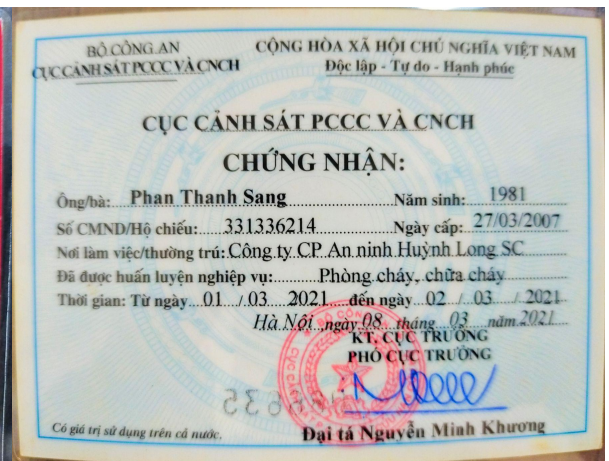 BỘ CÔNG AN
CỤC CẢNH SÁT PCCC VÀ CNCH
CỘNG HÒA XÃ HỘI CHỦ NGHĨA VIỆT NAM
Độc lập - Tự do - Hạnh phúc
CỤC CẢNH SÁT PCCC VÀ CNCH
CHỨNG NHẬN:
Ông/bà: Phan Thanh Sang Năm sinh: 1981
Số CMND/Hộ chiếu: 331336214 Ngày cấp: 27/03/2007
Nơi làm việc/thường trú: Công ty CP An ninh Huỳnh Long SC
Đã được huấn luyện nghiệp vụ: Phòng cháy, chữa cháy
Thời gian: Từ ngày 01 / 03 2021 đến ngày 02 / 03 / 2021
Hà Nội, ngày 08 tháng 03 năm 2021
KT. CỤC TRƯỞNG
PHÓ CỤC TRƯỞNG
Có giá trị sử dụng trên cả nước.
Đại tá Nguyễn Minh Khương